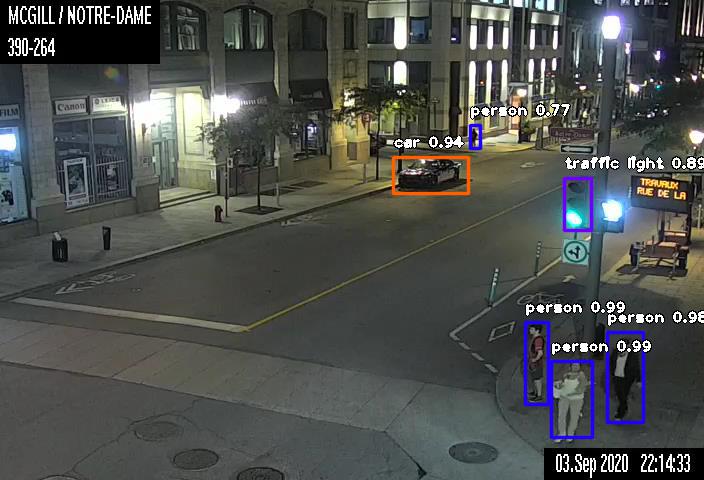 MCGILL / NOTRE-DAME
390-264
person 0.77
car 0.94
traffic light 0.89
TRAVAUX
RUE DE LA
FILM
Canon
person 0.99
person 0.98
person 0.99
03.Sep 2020 22:14:33